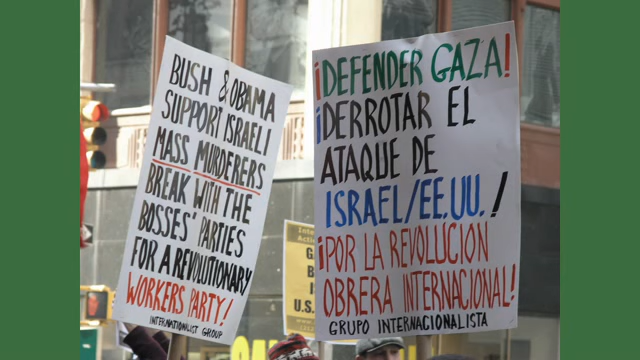 BUSH & OBAMA
SUPPORT ISRAELI
MASS MURDERERS
BREAK WITH THE
BOSSES' PARTIES
FOR A REVOLUTIONARY
WORKERS PARTY!
INTERNATIONALIST GROUP
¡DEFENDER GAZA!
¡DERROTAR EL
ATAQUE DE
ISRAEL/EE.UU.!
¡POR LA REVOLUCION
OBRERA INTERNACIONAL!
GRUPO INTERNACIONALISTA
U.S.